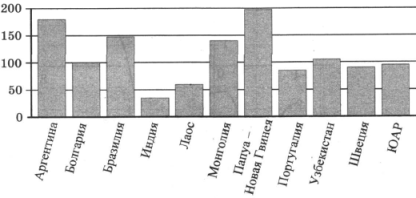 200
150
100
50
0
Аргентина
Болгария
Бразилия
Индия
Лаос
Монголия
Папуа –
Новая Гвинея
Португалия
Узбекистан
Швеция
ЮАР